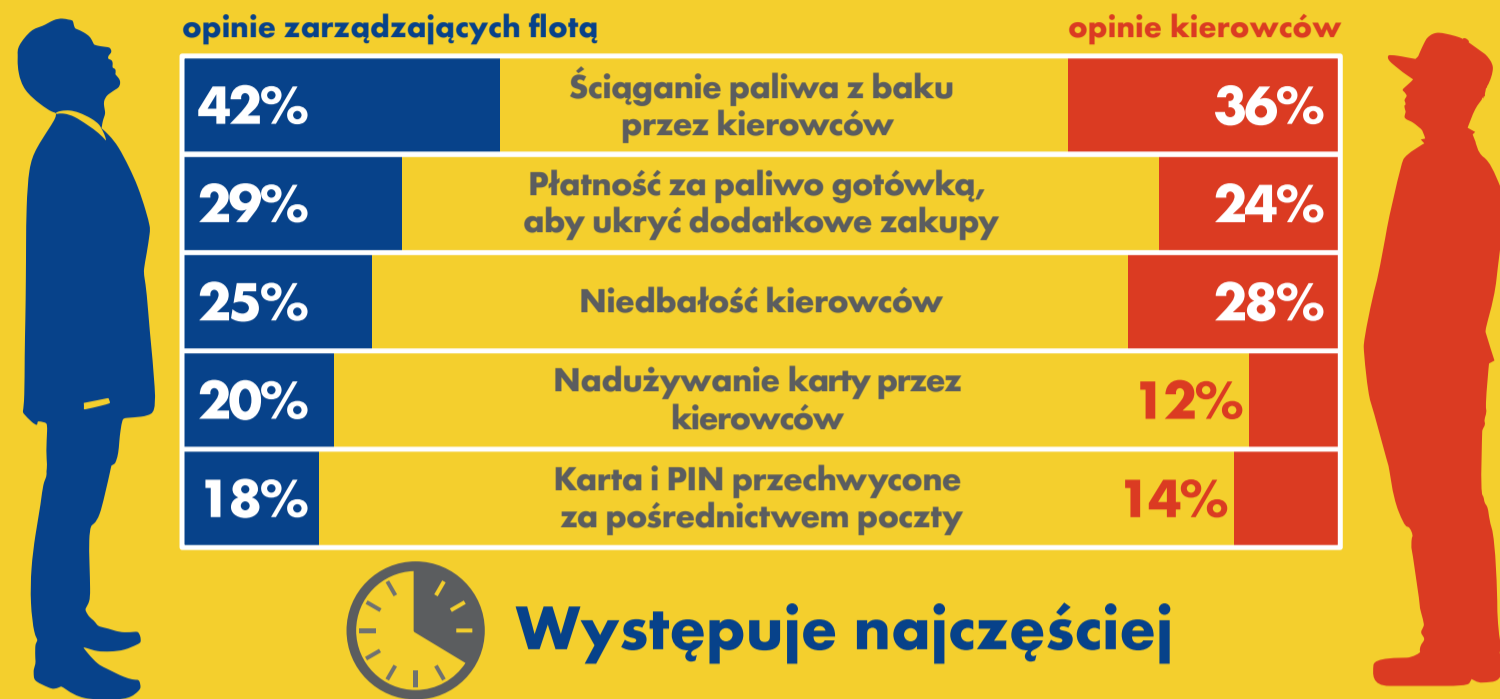 opinie zarządzających flotą
opinie kierowców
42%
Ściąganie paliwa z baku
przez kierowców
36%
29%
Płatność za paliwo gotówką,
aby ukryć dodatkowe zakupy
24%
25%
Niedbałość kierowców
28%
20%
Nadużywanie karty przez
kierowców
12%
18%
Karta i PIN przechwycone
za pośrednictwem poczty
14%
Występuje najczęściej